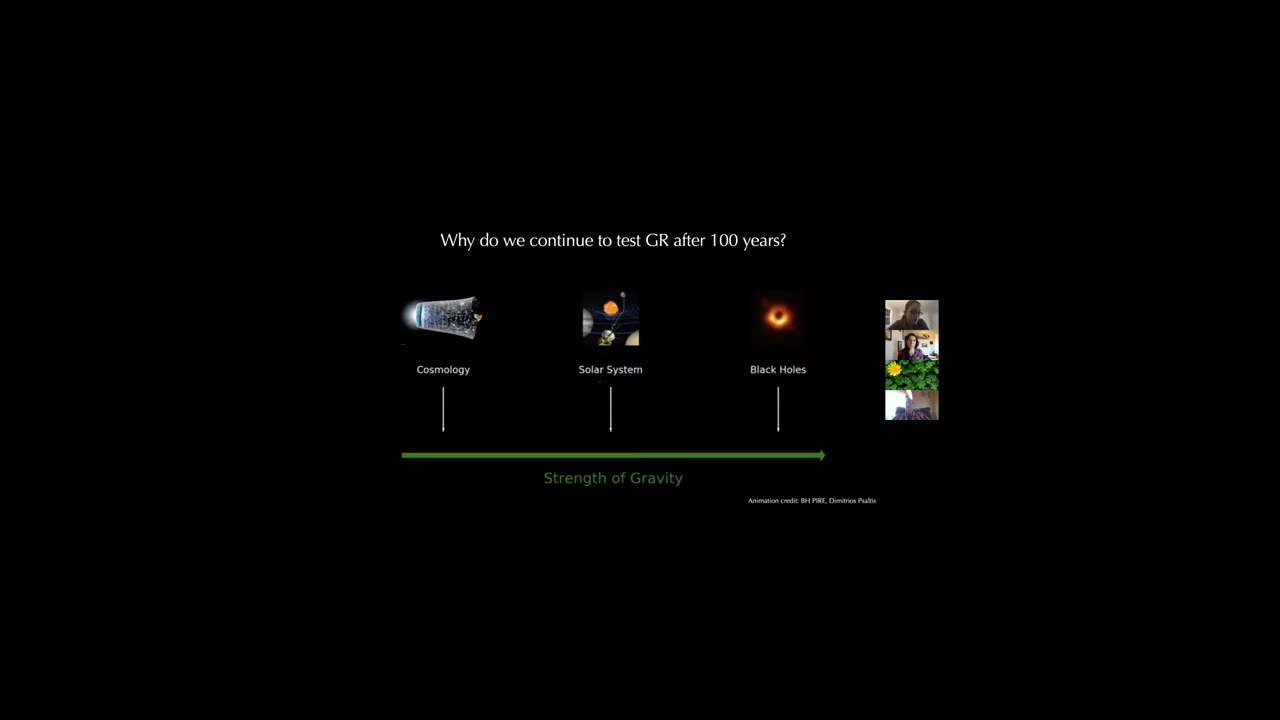 Why do we continue to test GR after 100 years?
Cosmology
Solar System
Black Holes
Strength of Gravity
Animation credit: BH PIRE, Dimitrios Psaltis